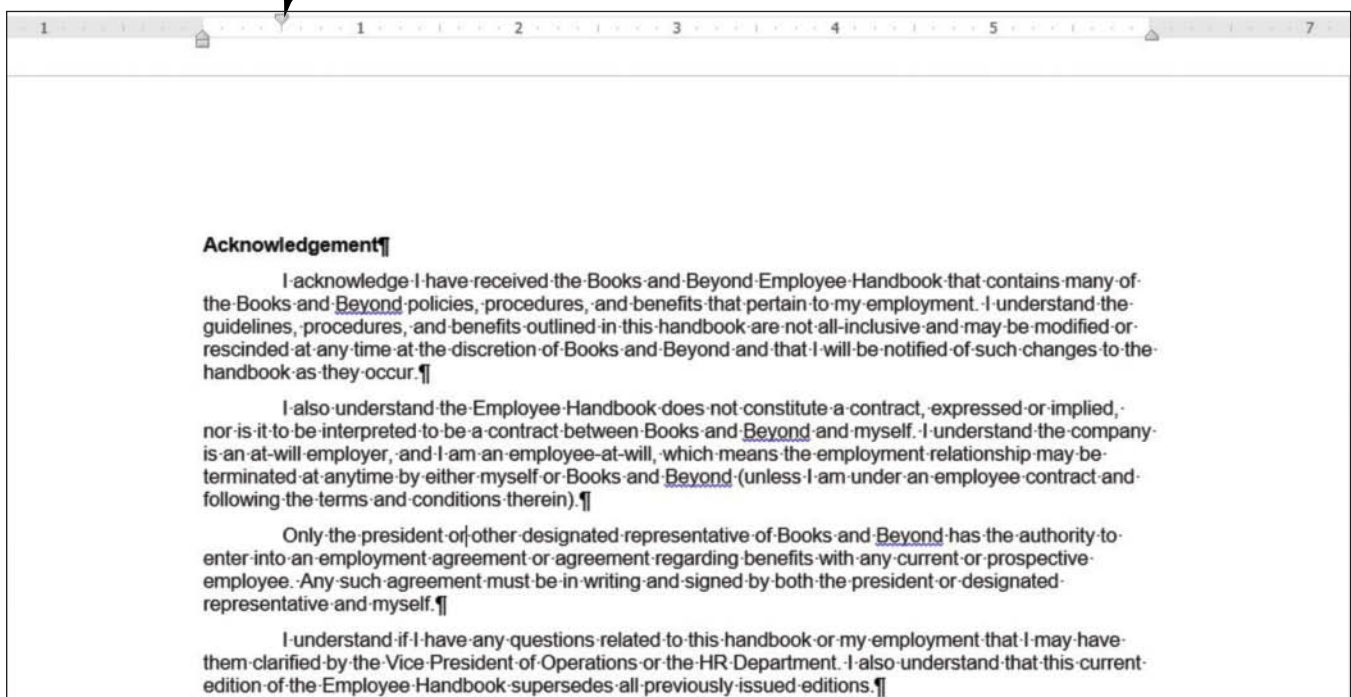 1 1 2 3 4 5 7
Acknowledgement¶
I·acknowledge·I·have·received·the·Books·and·Beyond·Employee·Handbook·that·contains·many·of·
the·Books·and·Beyond·policies,·procedures,·and·benefits·that·pertain·to·my·employment.·I·understand·the·
guidelines,·procedures,·and·benefits·outlined·in·this·handbook·are·not·all-inclusive·and·may·be·modified·or·
rescinded·at·any·time·at·the·discretion·of·Books·and·Beyond·and·that·I·will·be·notified·of·such·changes·to·the·
handbook·as·they·occur.¶
I·also·understand·the·Employee·Handbook·does·not·constitute·a·contract,·expressed·or·implied,·
nor·is·it·to·be·interpreted·to·be·a·contract·between·Books·and·Beyond·and·myself.·I·understand·the·company·
is·an·at-will·employer,·and·I·am·an·employee-at-will,·which·means·the·employment·relationship·may·be·
terminated·at·anytime·by·either·myself·or·Books·and·Beyond·(unless·I·am·under·an·employee·contract·and·
following·the·terms·and·conditions·therein).¶
Only·the·president·or·other·designated·representative·of·Books·and·Beyond·has·the·authority·to·
enter·into·an·employment·agreement·or·agreement·regarding·benefits·with·any·current·or·prospective·
employee.·Any·such·agreement·must·be·in·writing·and·signed·by·both·the·president·or·designated·
representative·and·myself.¶
I·understand·if·I·have·any·questions·related·to·this·handbook·or·my·employment·that·I·may·have·
them·clarified·by·the·Vice·President·of·Operations·or·the·HR·Department.·I·also·understand·that·this·current·
edition·of·the·Employee·Handbook·supersedes·all·previously·issued·editions.¶